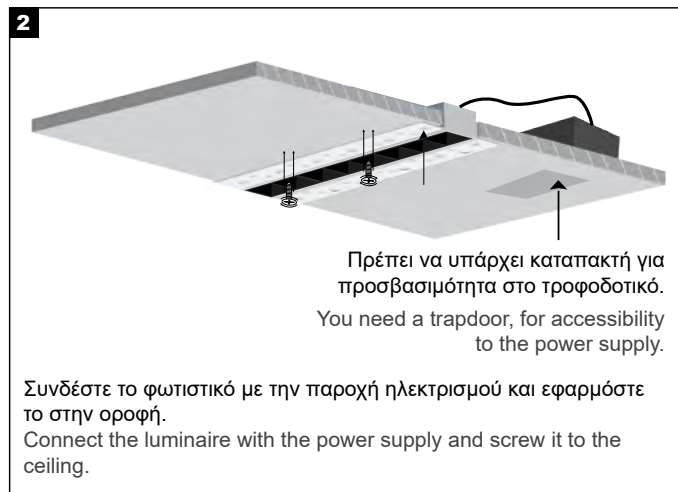 2
Πρέπει να υπάρχει καταπακτή για
προσβασιμότητα στο τροφοδοτικό.
You need a trapdoor, for accessibility
to the power supply.
Συνδέστε το φωτιστικό με την παροχή ηλεκτρισμού και εφαρμόστε
το στην οροφή.
Connect the luminaire with the power supply and screw it to the
ceiling.